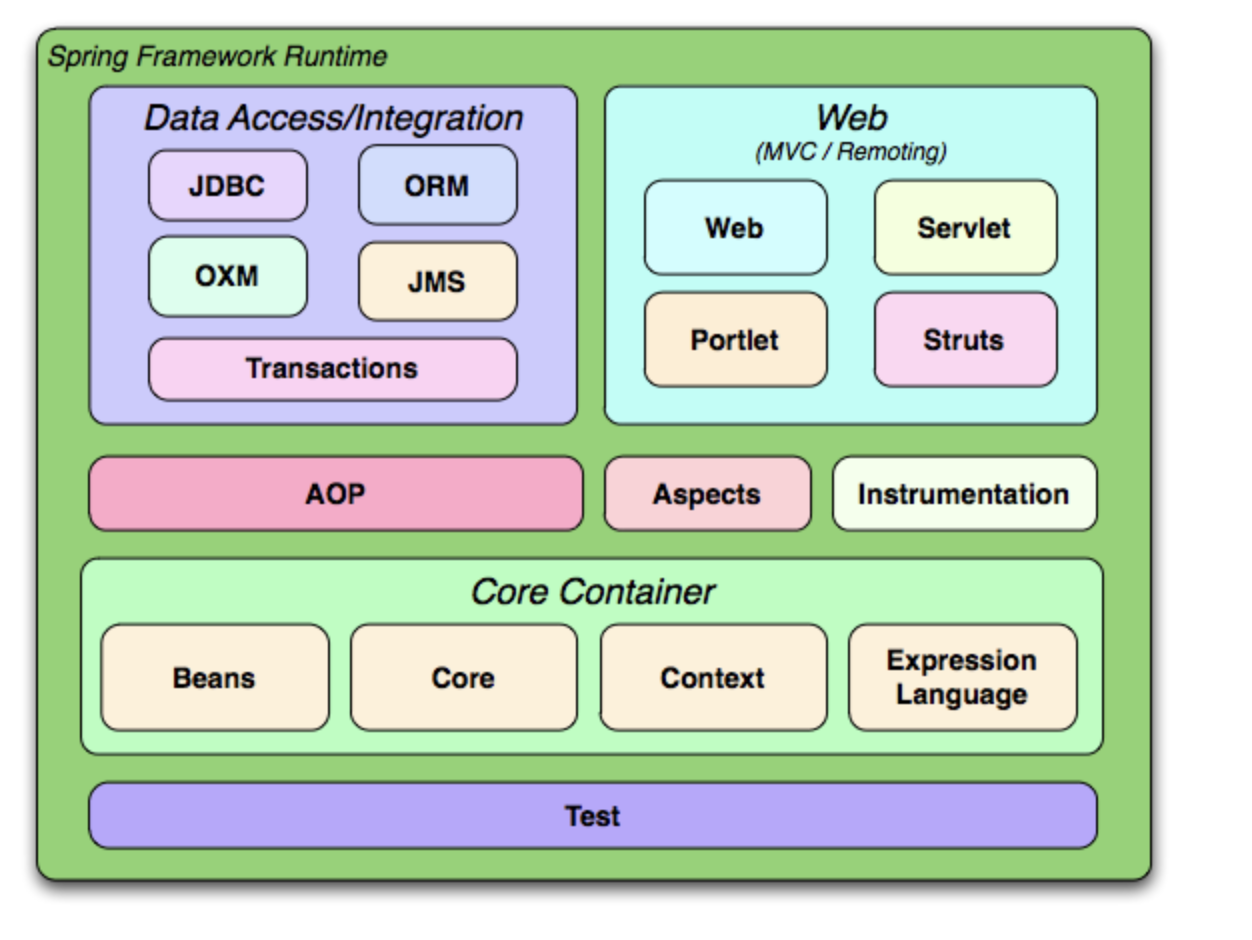 Spring Framework Runtime
Data Access/Integration
JDBC
ORM
OXM
JMS
Transactions
Web
(MVC / Remoting)
Web
Servlet
Portlet
Struts
AOP
Aspects
Instrumentation
Core Container
Beans
Core
Context
Expression
Language
Test